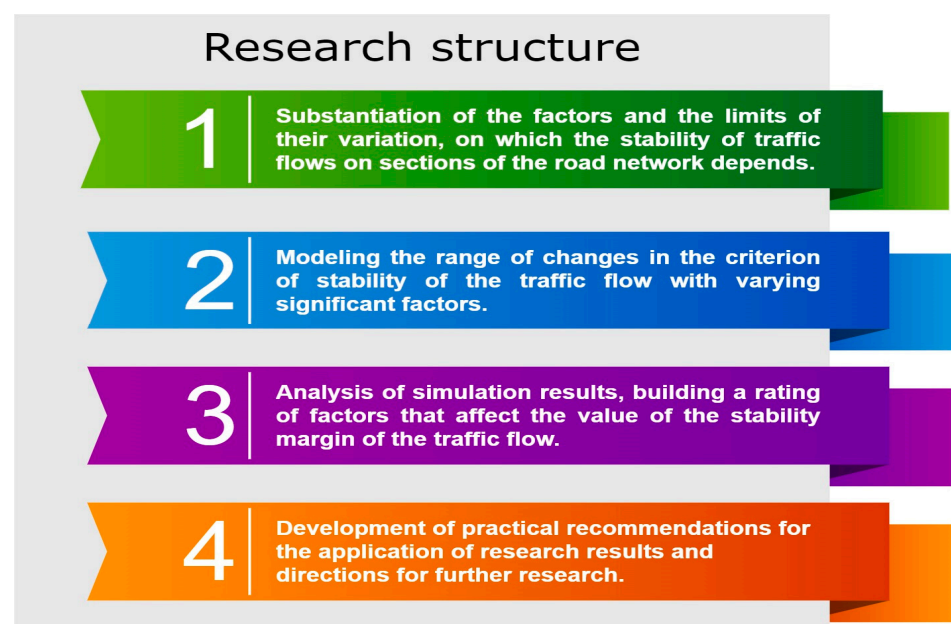 Research structure
1
Substantiation of the factors and the limits of
their variation, on which the stability of traffic
flows on sections of the road network depends.
2
Modeling the range of changes in the criterion
of stability of the traffic flow with varying
significant factors.
3
Analysis of simulation results, building a rating
of factors that affect the value of the stability
margin of the traffic flow.
4
Development of practical recommendations for
the application of research results and
directions for further research.